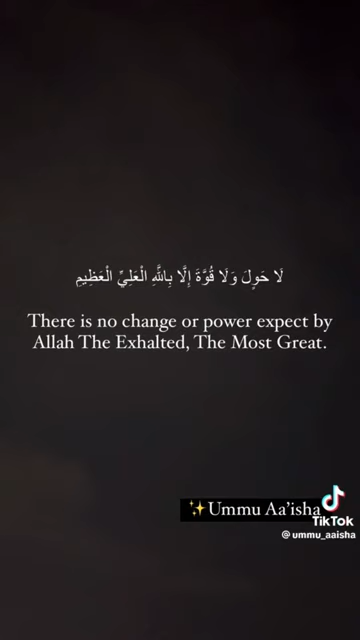 لَا حَوِلَ وَلَا قُوَّةَ إِلَّا بِاللَّهِ الْعَلِيِّ الْعَظِيمِ
There is no change or power expect by
Allah The Exhalted, The Most Great.
✨Ummu Aa'isha
TikTok
@ummu_aaisha